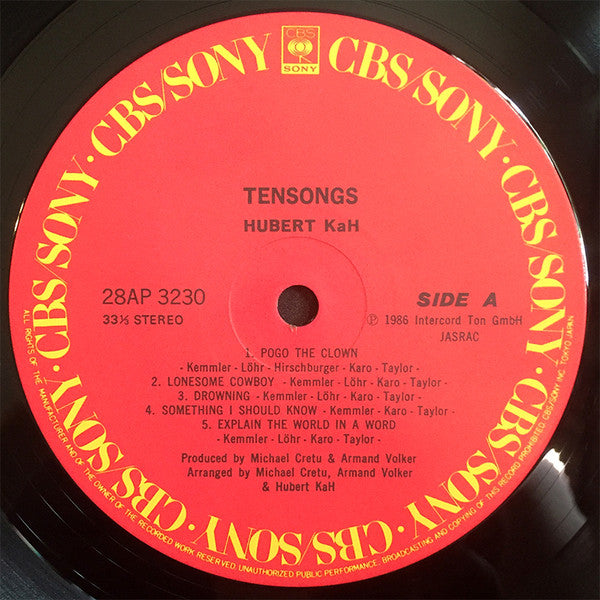 CBS
SONY
CBS/SONY · CBS/SONY · CBS/SONY · CBS/SONY · CBS/SONY · CBS/SONY
TENSONGS
HUBERT KaH
28AP 3230
33⅓ STEREO
SIDE A
Ⓟ 1986 Intercord Ton GmbH
JASRAC
1. POGO THE CLOWN
- Kemmler - Löhr - Hirschburger - Karo - Taylor -
2. LONESOME COWBOY - Kemmler - Löhr - Karo - Taylor -
3. DROWNING - Kemmler - Löhr - Karo - Taylor -
4. SOMETHING I SHOULD KNOW - Kemmler - Karo - Taylor -
5. EXPLAIN THE WORLD IN A WORD
- Kemmler - Löhr - Karo - Taylor -
Produced by Michael Cretu & Armand Volker
Arranged by Michael Cretu, Armand Volker
& Hubert KaH
ALL RIGHTS OF THE MANUFACTURER AND OF THE OWNER OF THE RECORDED WORK RESERVED. UNAUTHORIZED PUBLIC PERFORMANCE, BROADCASTING AND COPYING OF THIS RECORD PROHIBITED. CBS/SONY INC. TOKYO JAPAN